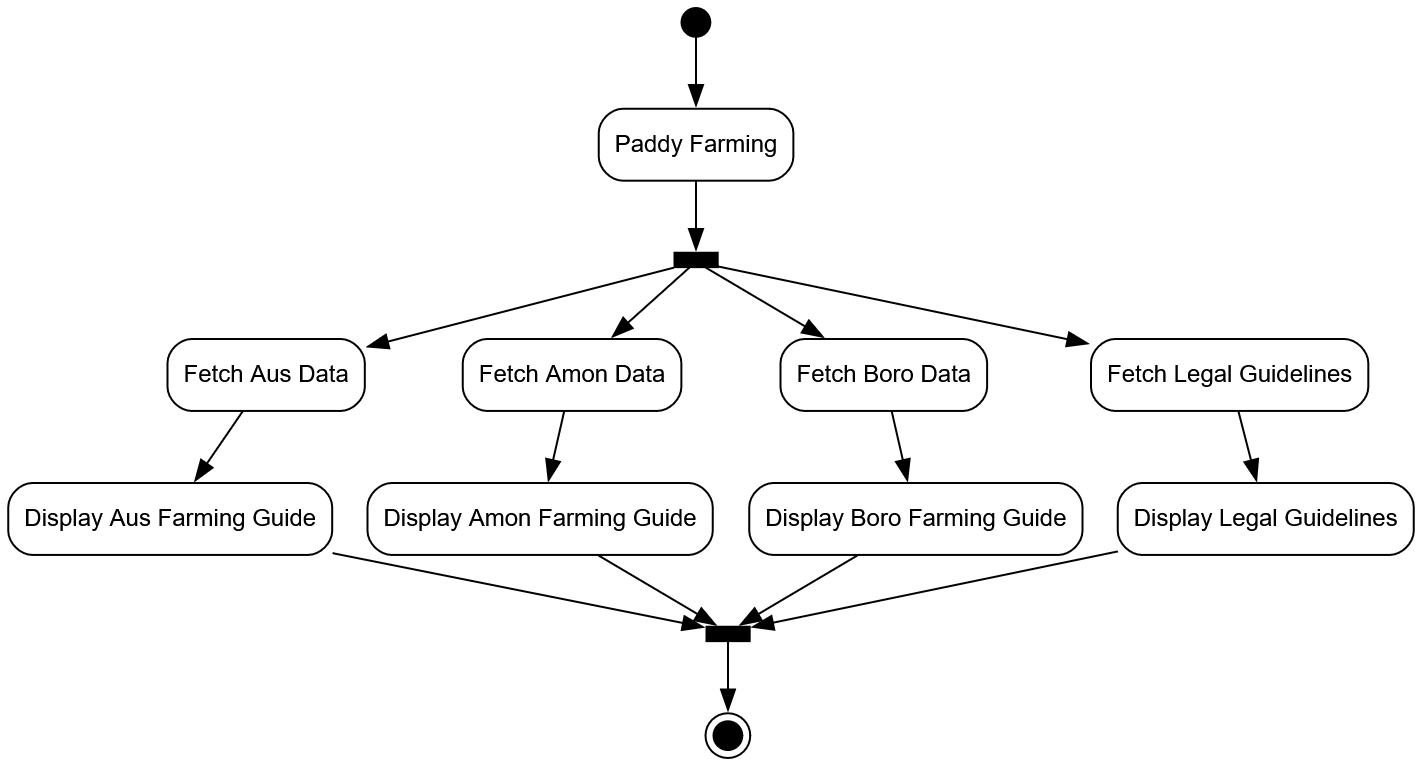 Paddy Farming
Fetch Aus Data
Fetch Amon Data
Fetch Boro Data
Fetch Legal Guidelines
Display Aus Farming Guide
Display Amon Farming Guide
Display Boro Farming Guide
Display Legal Guidelines